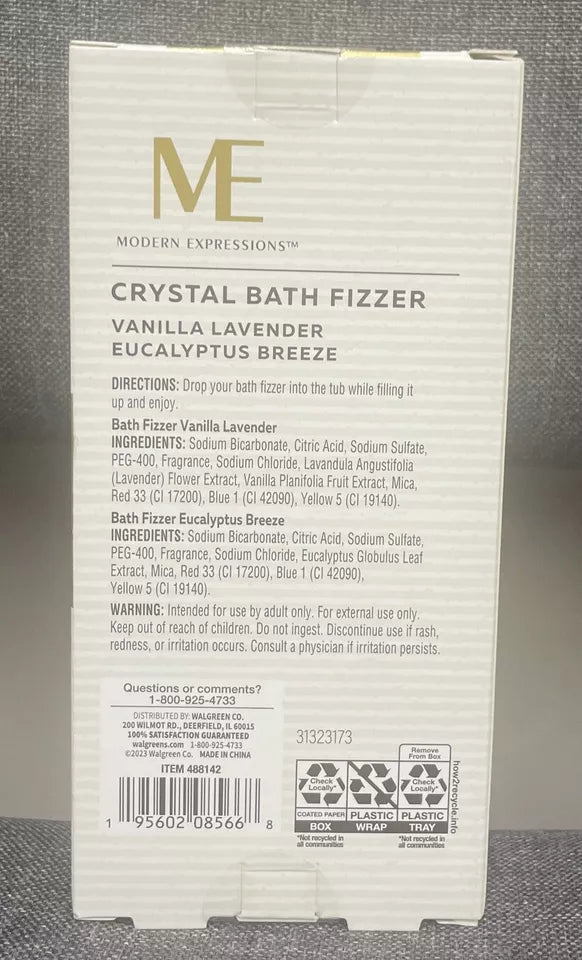 ME
MODERN EXPRESSIONS™
CRYSTAL BATH FIZZER
VANILLA LAVENDER
EUCALYPTUS BREEZE
DIRECTIONS: Drop your bath fizzer into the tub while filling it
up and enjoy.
Bath Fizzer Vanilla Lavender
INGREDIENTS: Sodium Bicarbonate, Citric Acid, Sodium Sulfate,
PEG-400, Fragrance, Sodium Chloride, Lavandula Angustifolia
(Lavender) Flower Extract, Vanilla Planifolia Fruit Extract, Mica,
Red 33 (CI 17200), Blue 1 (CI 42090), Yellow 5 (CI 19140).
Bath Fizzer Eucalyptus Breeze
INGREDIENTS: Sodium Bicarbonate, Citric Acid, Sodium Sulfate,
PEG-400, Fragrance, Sodium Chloride, Eucalyptus Globulus Leaf
Extract, Mica, Red 33 (CI 17200), Blue 1 (CI 42090),
Yellow 5 (CI 19140).
WARNING: Intended for use by adult only. For external use only.
Keep out of reach of children. Do not ingest. Discontinue use if rash,
redness, or irritation occurs. Consult a physician if irritation persists.
Questions or comments?
1-800-925-4733
DISTRIBUTED BY: WALGREEN CO.
200 WILMOT RD., DEERFIELD, IL 60015
100% SATISFACTION GUARANTEED
walgreens.com 1-800-925-4733
©2023 Walgreen Co. MADE IN CHINA
ITEM 488142
1 95602 08566 8
31323173
Remove
From Box
Check
Locally*
Check
Locally*
COATED PAPER
PLASTIC
PLASTIC
BOX
WRAP
TRAY
*Not recycled in
all communities
*Not recycled in
all communities
how2recycle.info